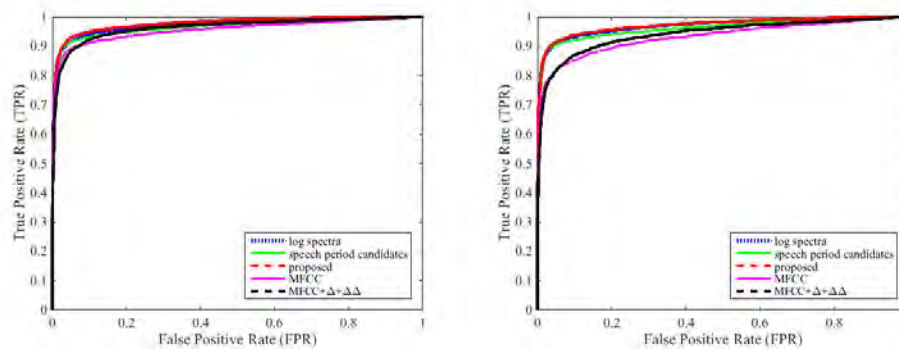 1
0.9
0.8
0.7
0.6
0.5
0.4
0.3
0.2
0.1
0
True Positive Rate (TPR)
log spectra
speech period candidates
proposed
MFCC
MFCC+Δ+ΔΔ
0 0.2 0.4 0.6 0.8 1
False Positive Rate (FPR)
1
0.9
0.8
0.7
0.6
0.5
0.4
0.3
0.2
0.1
0
True Positive Rate (TPR)
log spectra
speech period candidates
proposed
MFCC
MFCC+Δ+ΔΔ
0 0.2 0.4 0.6 0.8
False Positive Rate (FPR)